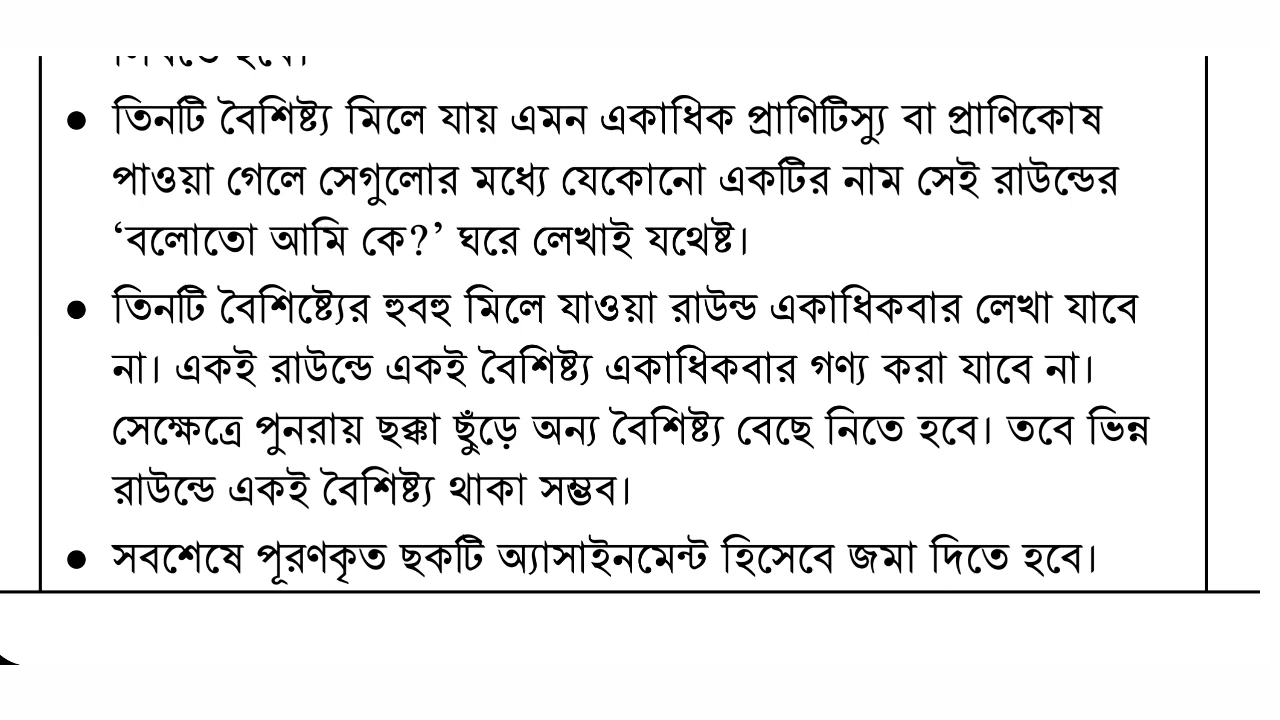 ● তিনটি বৈশিষ্ট্য মিলে যায় এমন একাধিক প্রাণিটিস্যু বা প্রাণিকোষ
পাওয়া গেলে সেগুলোর মধ্যে যেকোনো একটির নাম সেই রাউন্ডের
‘বলোতো আমি কে?’ ঘরে লেখাই যথেষ্ট।
● তিনটি বৈশিষ্ট্যের হুবহু মিলে যাওয়া রাউন্ড একাধিকবার লেখা যাবে
না। একই রাউন্ডে একই বৈশিষ্ট্য একাধিকবার গণ্য করা যাবে না।
সেক্ষেত্রে পুনরায় ছক্কা ছুঁড়ে অন্য বৈশিষ্ট্য বেছে নিতে হবে। তবে ভিন্ন
রাউন্ডে একই বৈশিষ্ট্য থাকা সম্ভব।
● সবশেষে পূরণকৃত ছকটি অ্যাসাইনমেন্ট হিসেবে জমা দিতে হবে।